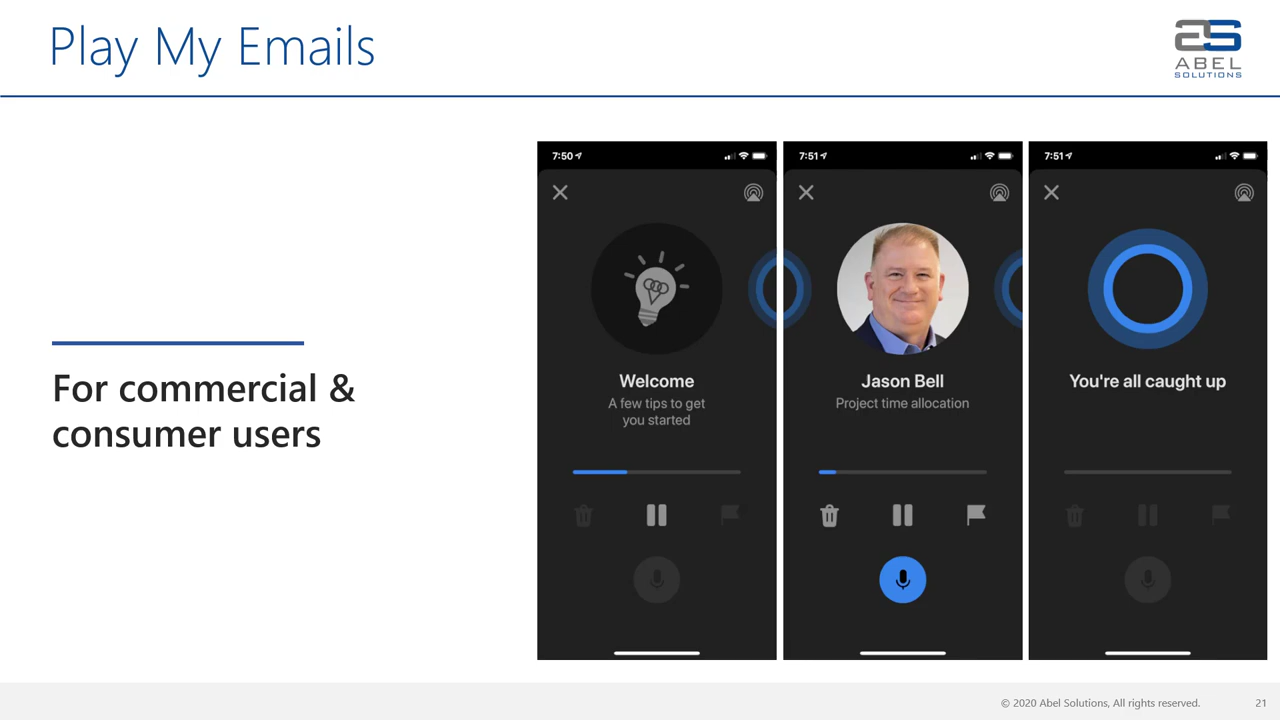 Play My Emails
ABEL
SOLUTIONS
For commercial &
consumer users
7:50
Welcome
A few tips to get
you started
7:51
Jason Bell
Project time allocation
7:51
You're all caught up
© 2020 Abel Solutions, All rights reserved.
21